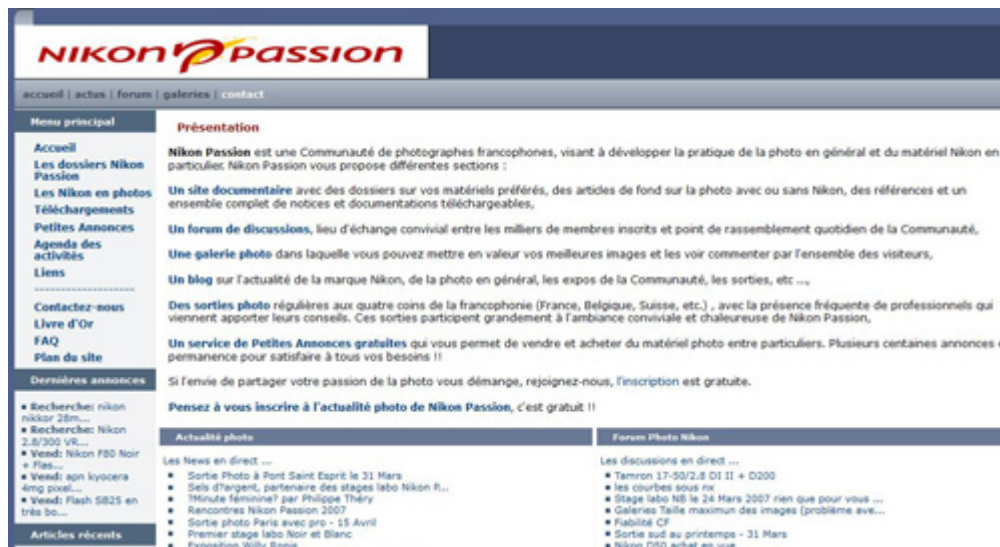 NIKON PASSION
accueil | actus | forum | galeries | contact
Menu principal
Accueil
Les dossiers Nikon
Passion
Les Nikon en photos
Téléchargements
Petites Annonces
Agenda des
activités
Liens
--------------------
Contactez-nous
Livre d'Or
FAQ
Plan du site
Dernières annonces
Recherche: nikon
nikkor 28m...
Recherche: Nikon
2.8/300 VR...
Vend: Nikon F80 Noir
+ Flas...
Vend: apn kyocera
4mg pixel...
Vend: Flash SB25 en
très bo...
Articles récents
Présentation
Nikon Passion est une Communauté de photographes francophones, visant à développer la pratique de la photo en général et du matériel Nikon en
particulier. Nikon Passion vous propose différentes sections :
Un site documentaire avec des dossiers sur vos matériels préférés, des articles de fond sur la photo avec ou sans Nikon, des références et un
ensemble complet de notices et documentations téléchargeables,
Un forum de discussions, lieu d'échange convivial entre les milliers de membres inscrits et point de rassemblement quotidien de la Communauté,
Une galerie photo dans laquelle vous pouvez mettre en valeur vos meilleures images et les voir commenter par l'ensemble des visiteurs,
Un blog sur l'actualité de la marque Nikon, de la photo en général, les expos de la Communauté, les sorties, etc ...,
Des sorties photo régulières aux quatre coins de la francophonie (France, Belgique, Suisse, etc.) , avec la présence fréquente de professionnels qui
viennent apporter leurs conseils. Ces sorties participent grandement à l'ambiance conviviale et chaleureuse de Nikon Passion,
Un service de Petites Annonces gratuites qui vous permet de vendre et acheter du matériel photo entre particuliers. Plusieurs centaines annonces
permanence pour satisfaire à tous vos besoins !!
Si l'envie de partager votre passion de la photo vous démange, rejoignez-nous, l'inscription est gratuite.
Pensez à vous inscrire à l'actualité photo de Nikon Passion, c'est gratuit !!
Actualité photo
Les News en direct ...
Sortie Photo à Pont Saint Esprit le 31 Mars
Sels d'argent, partenaire des stages labo Nikon P...
?Minute féminine? par Philippe Théry
Rencontres Nikon Passion 2007
Sortie photo Paris avec pro - 15 Avril
Premier stage labo Noir et Blanc
Exposition Willy Ronis
Forum Photo Nikon
Les discussions en direct ...
Tamron 17-50/2.8 DI II + D200
les courbes sous nx
Stage labo NB le 24 Mars 2007 rien que pour vous ...
Galeries Taille maximun des images (problème ave...
Fiabilité CF
Sortie sud au printemps - 31 Mars
Nikon D50 achat en vue